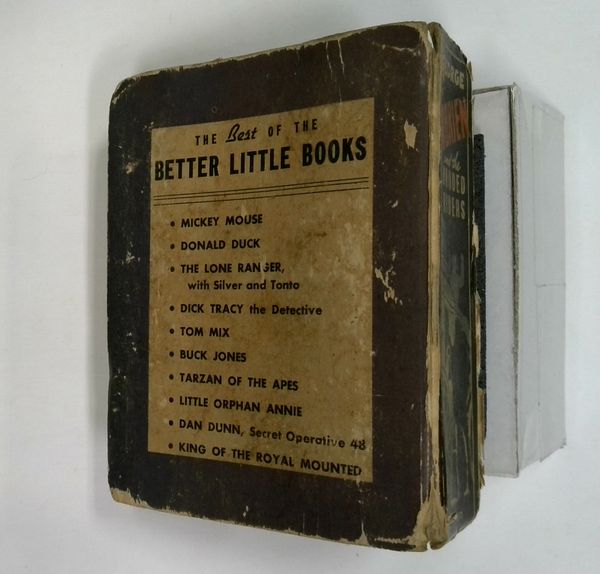 THE Best OF THE
BETTER LITTLE BOOKS
• MICKEY MOUSE
• DONALD DUCK
• THE LONE RANGER,
with Silver and Tonto
• DICK TRACY the Detective
• TOM MIX
• BUCK JONES
• TARZAN OF THE APES
• LITTLE ORPHAN ANNIE
• DAN DUNN, Secret Operative 48
• KING OF THE ROYAL MOUNTED
and the